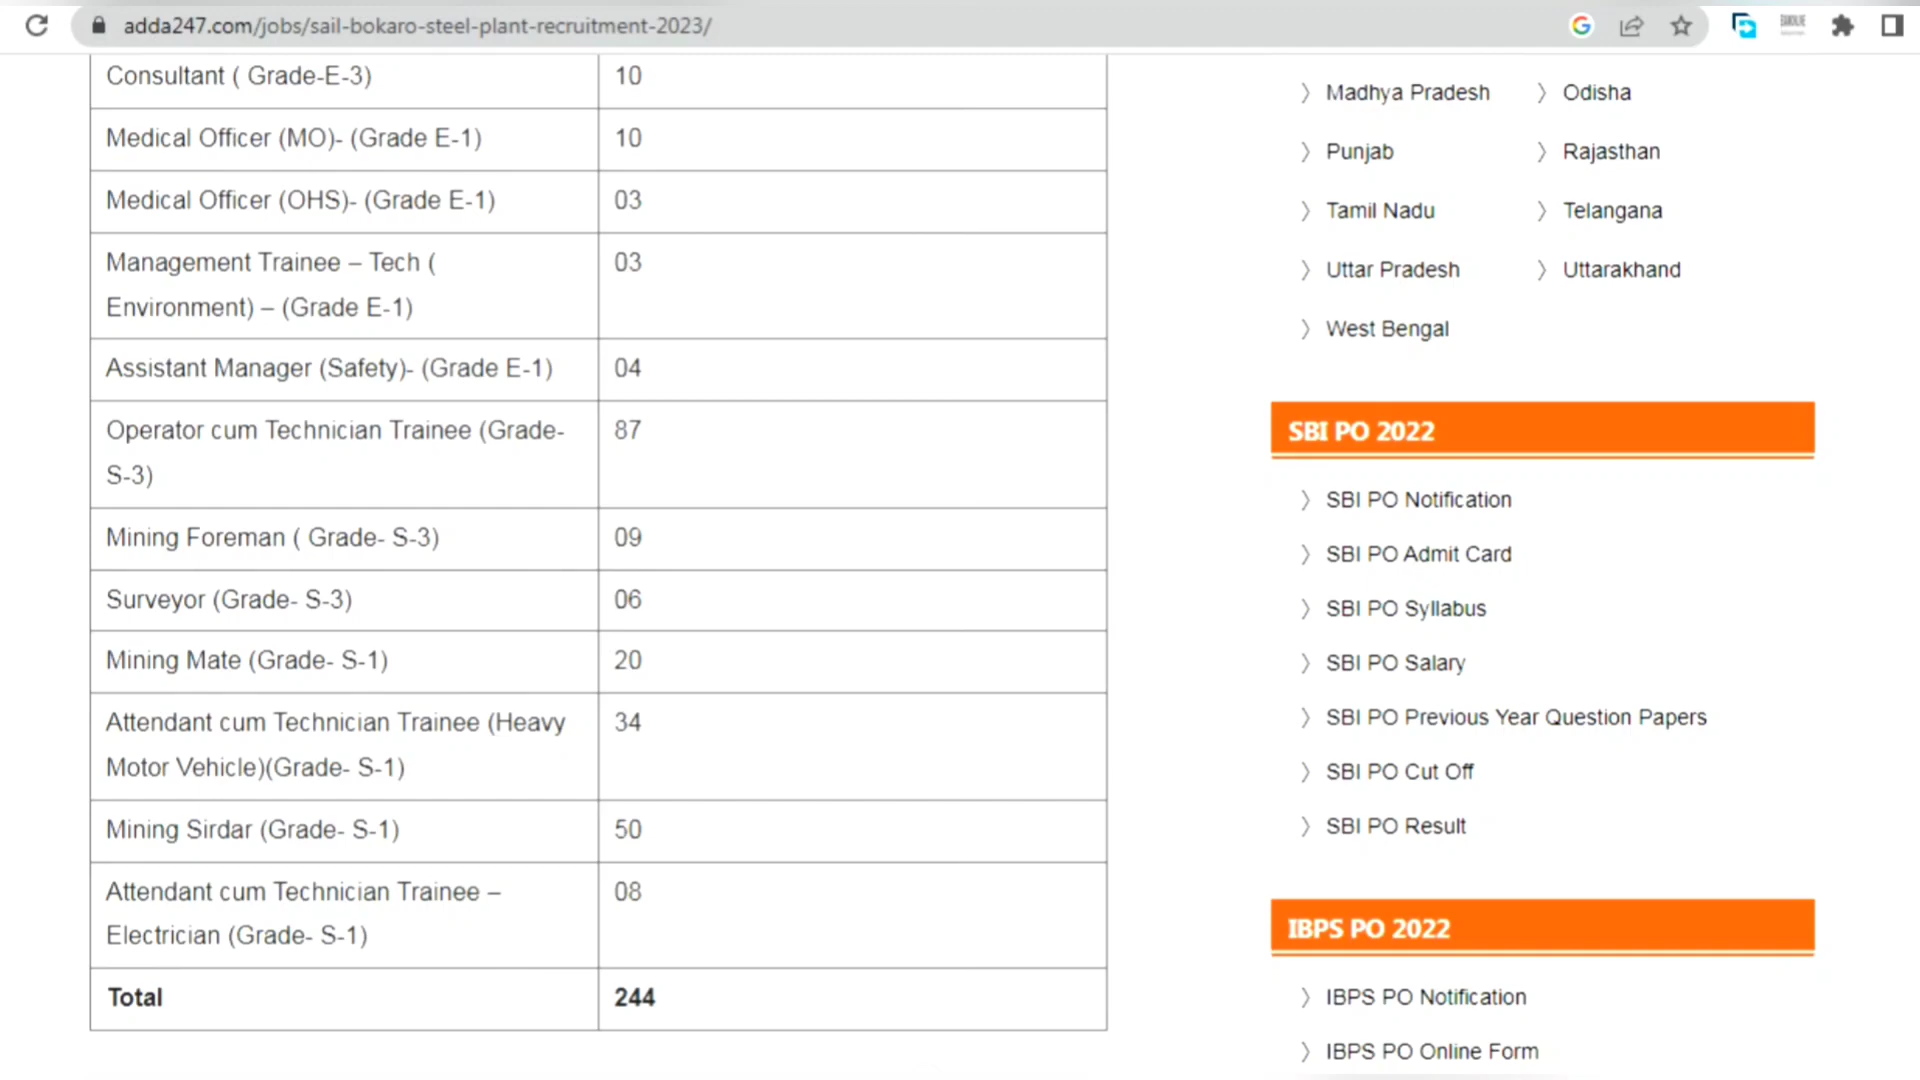 adda247.com/jobs/sail-bokaro-steel-plant-recruitment-2023/
Consultant ( Grade-E-3) 10
Medical Officer (MO)- (Grade E-1) 10
Medical Officer (OHS)- (Grade E-1) 03
Management Trainee – Tech ( 03
Environment) – (Grade E-1)
Assistant Manager (Safety)- (Grade E-1) 04
Operator cum Technician Trainee (Grade- 87
S-3)
Mining Foreman ( Grade- S-3) 09
Surveyor (Grade- S-3) 06
Mining Mate (Grade- S-1) 20
Attendant cum Technician Trainee (Heavy 34
Motor Vehicle)(Grade- S-1)
Mining Sirdar (Grade- S-1) 50
Attendant cum Technician Trainee – 08
Electrician (Grade- S-1)
Total 244
Madhya Pradesh Odisha
Punjab Rajasthan
Tamil Nadu Telangana
Uttar Pradesh Uttarakhand
West Bengal
SBI PO 2022
SBI PO Notification
SBI PO Admit Card
SBI PO Syllabus
SBI PO Salary
SBI PO Previous Year Question Papers
SBI PO Cut Off
SBI PO Result
IBPS PO 2022
IBPS PO Notification
IBPS PO Online Form